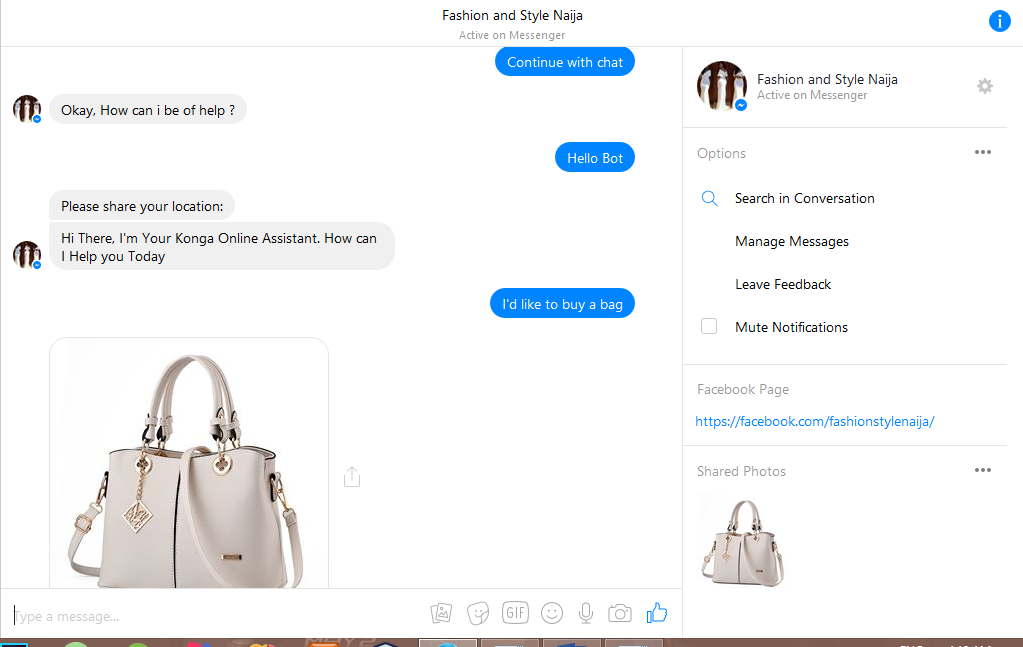 Fashion and Style Naija
Active on Messenger
Continue with chat
Okay, How can i be of help ?
Hello Bot
Please share your location:
Hi There, I'm Your Konga Online Assistant. How can
I Help you Today
I'd like to buy a bag
Type a message...
GIF
Fashion and Style Naija
Active on Messenger
Options
Search in Conversation
Manage Messages
Leave Feedback
Mute Notifications
Facebook Page
https://facebook.com/fashionstylenaija/
Shared Photos